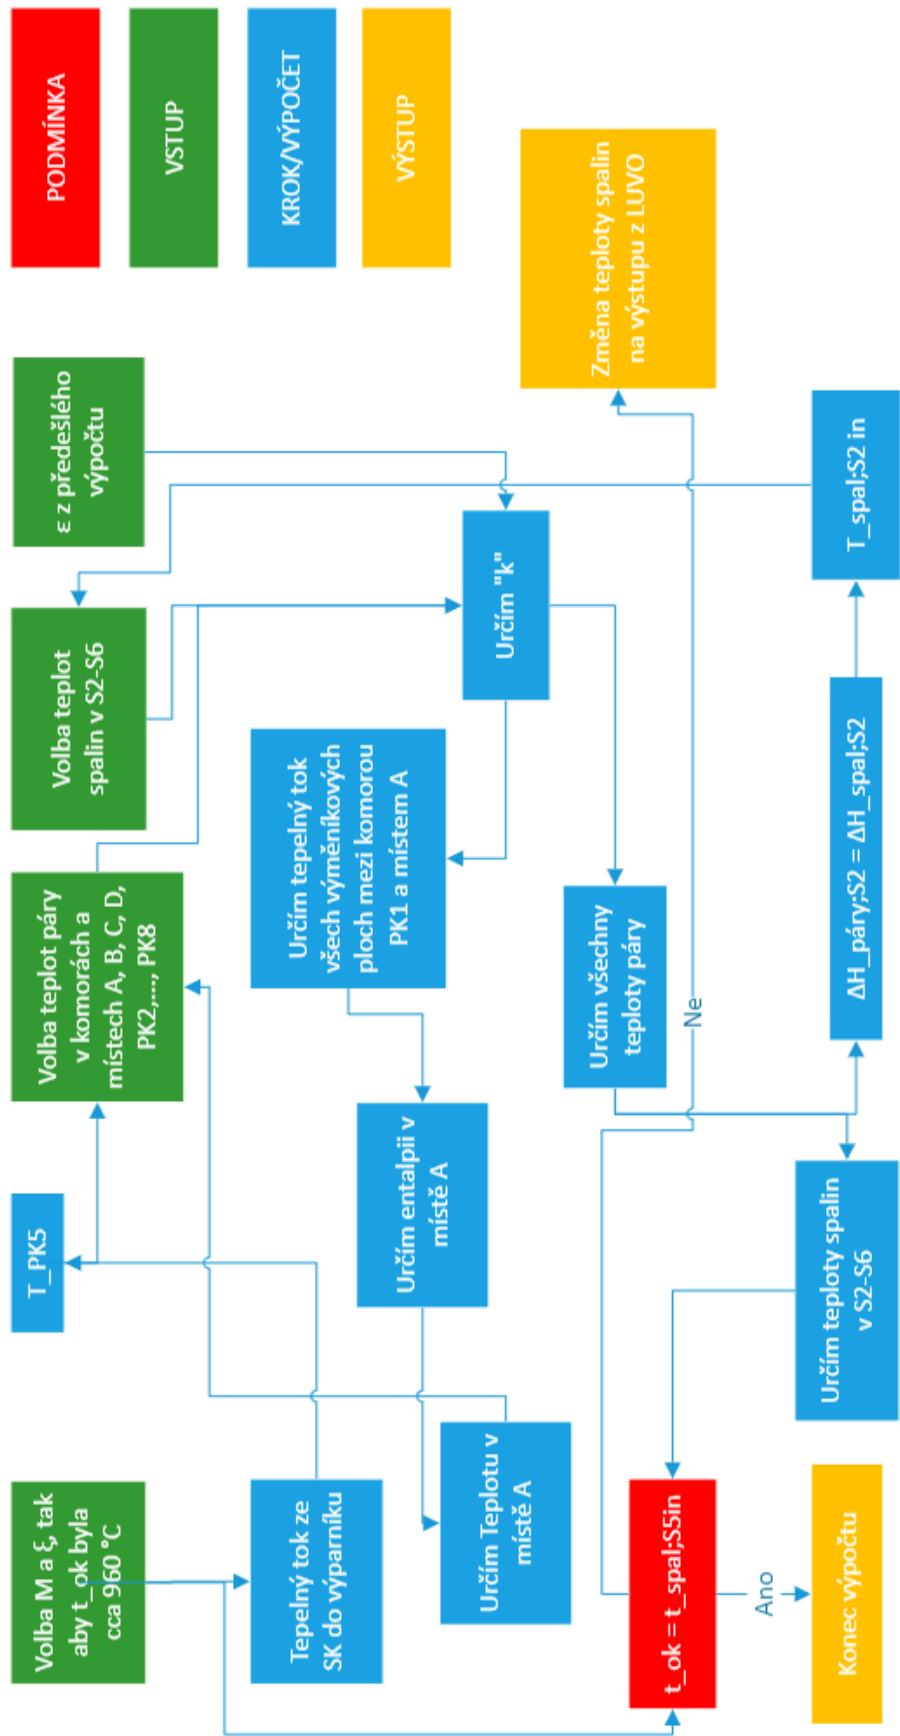 Volba M a ξ, tak
aby t_ok byla
cca 960 °C
T_PK5
Volba teplot páry
v komorách a
místech A, B, C, D,
PK2,..., PK8
Volba teplot
spalin v S2-S6
ε z předešlého
výpočtu
PODMÍNKA
VSTUP
KROK/VÝPOČET
VÝSTUP
Tepelný tok ze
SK do výparníku
Určím tepelný tok
všech výměníkových
ploch mezi komorou
PK1 a místem A
Určím entalpii v
místě A
Určím Teplotu v
místě A
Určím "k"
Určím všechny
teploty páry
Změna teploty spalin
na výstupu z LUVO
t_ok = t_spal;S5in
Ne
Ano
Určím teploty spalin
v S2-S6
ΔH_páry;S2 = ΔH_spal;S2
T_spal;S2 in
Konec výpočtu